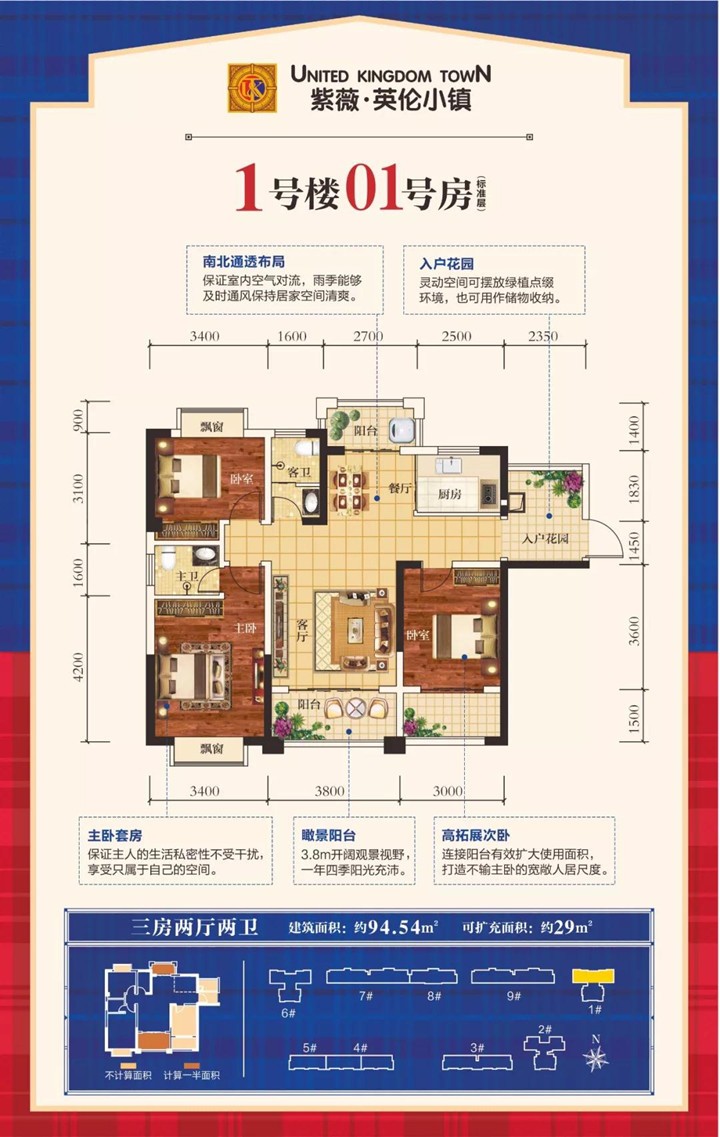 UK
UNITED KINGDOM TOWN
紫薇·英伦小镇
1号楼01号房(标准层)
南北通透布局
保证室内空气对流，雨季能够
及时通风保持居家空间清爽。
入户花园
灵动空间可摆放绿植点缀
环境，也可用作储物收纳。
3400 1600 2700 2500 2350
900
3100
1600
4200
1400
1830
1450
3600
1500
飘窗
阳台
卧室
客卫
餐厅
厨房
入户花园
主卫
主卧
客厅
卧室
阳台
飘窗
3400 3800 3000
主卧套房
保证主人的生活私密性不受干扰，
享受只属于自己的空间。
瞰景阳台
3.8m开阔观景视野，
一年四季阳光充沛。
高拓展次卧
连接阳台有效扩大使用面积，
打造不输主卧的宽敞人居尺度。
三房两厅两卫 建筑面积：约94.54m² 可扩充面积：约29m²
6# 7# 8# 9# 1#
5# 4# 3# 2#
N
不计算面积 计算一半面积